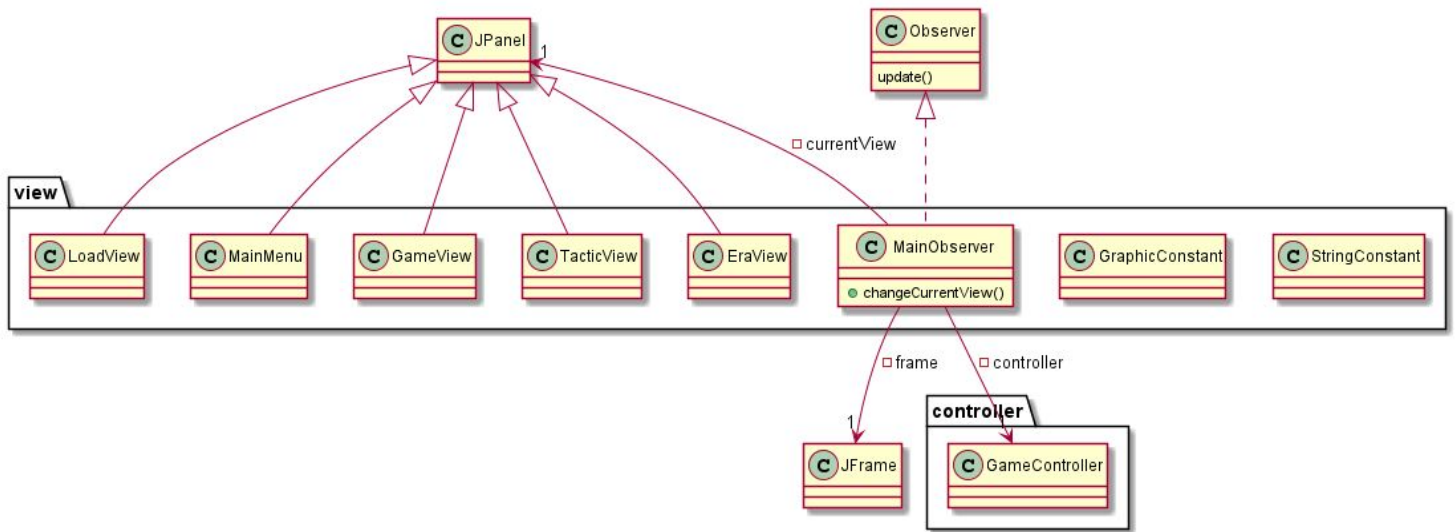 C JPanel
C Observer
update()
1
currentView
view
C LoadView
C MainMenu
C GameView
C TacticView
C EraView
C MainObserver
changeCurrentView()
C GraphicConstant
C StringConstant
frame
controller
controller
1
1
C JFrame
C GameController